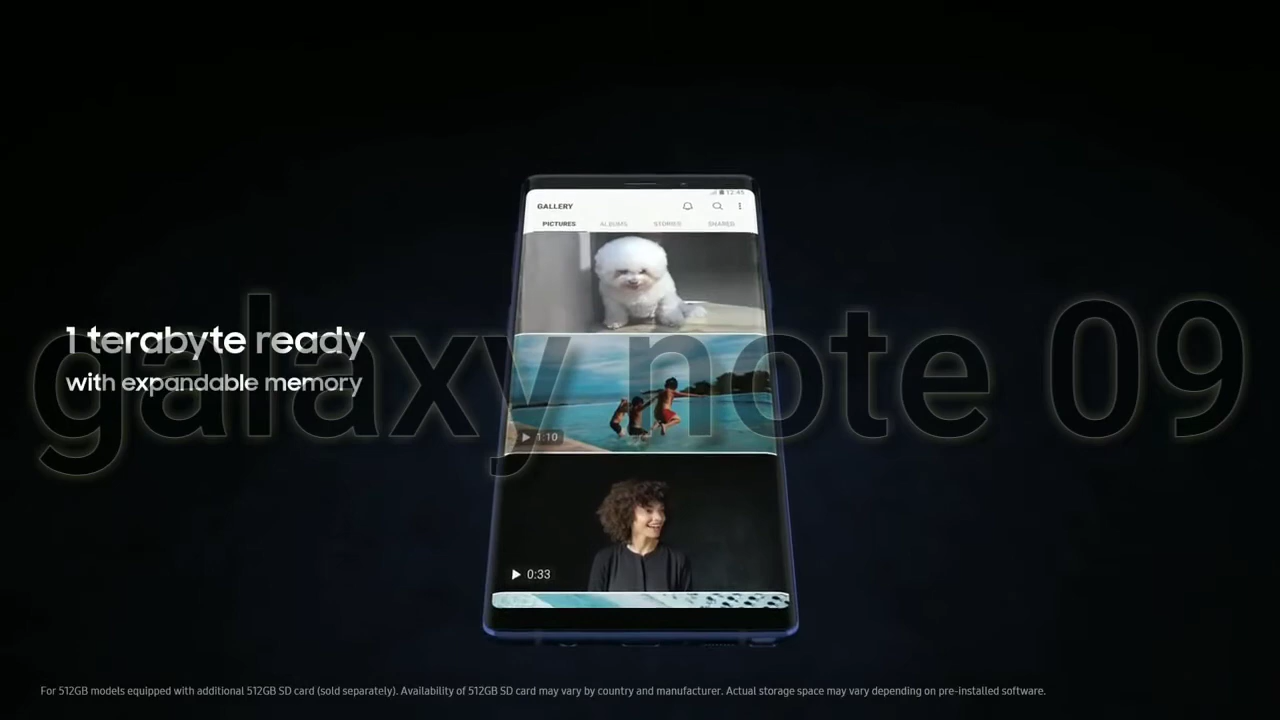 12:45
GALLERY
PICTURES ALBUMS STORIES SHARED
galaxy note 09
1 terabyte ready
with expandable memory
1:10
0:33
For 512GB models equipped with additional 512GB SD card (sold separately). Availability of 512GB SD card may vary by country and manufacturer. Actual storage space may vary depending on pre-installed software.